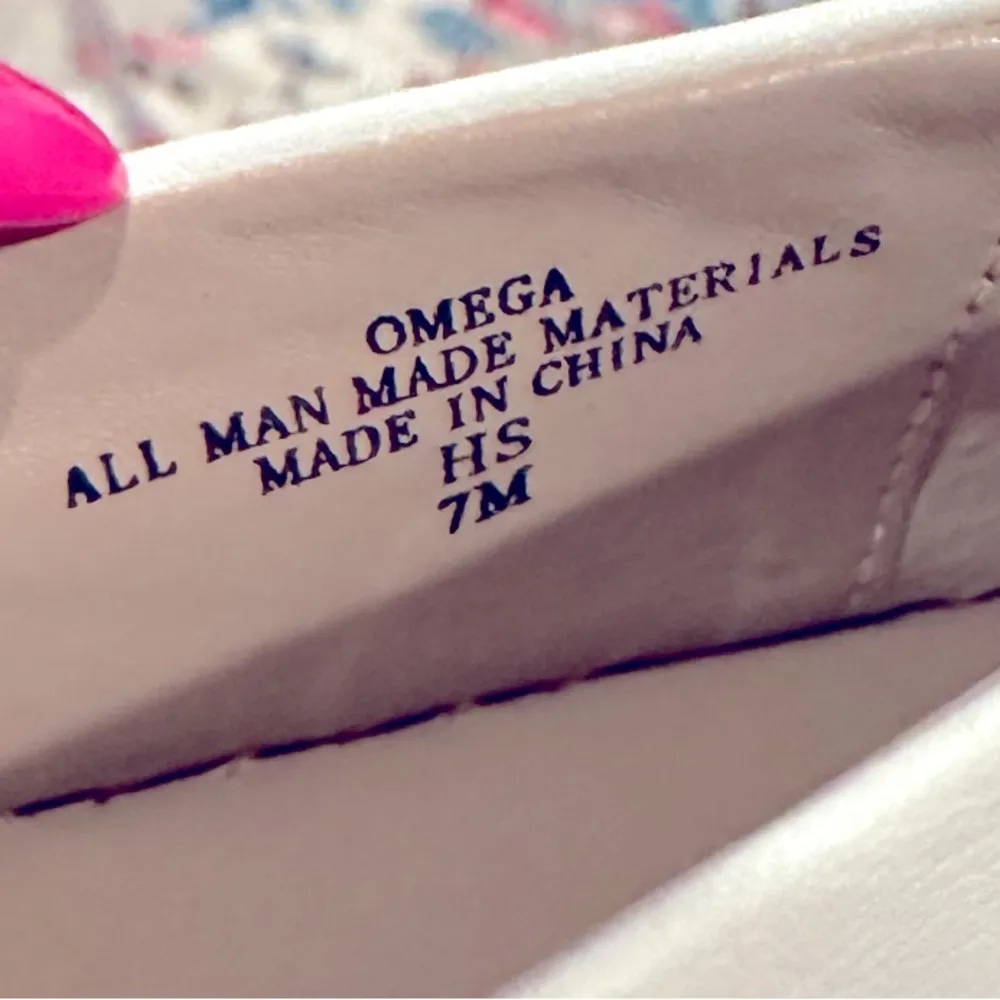 OMEGA
ALL MAN MADE MATERIALS
MADE IN CHINA
HS
7M